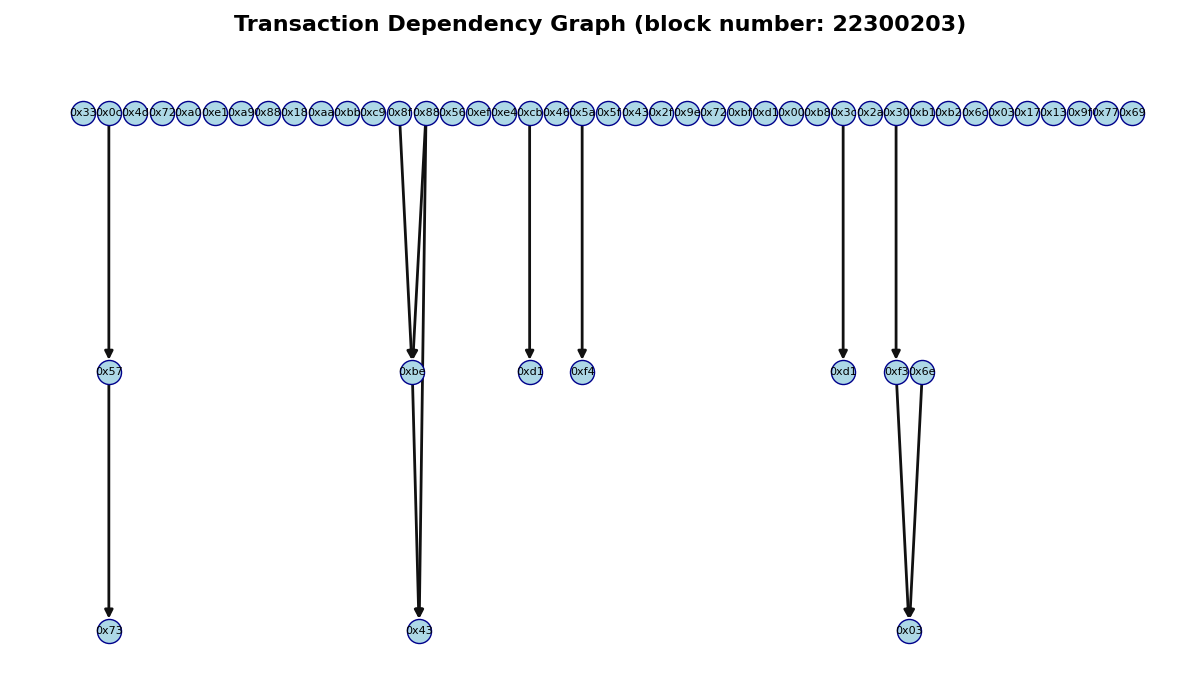 Transaction Dependency Graph (block number: 22300203)
0x33 0x0c 0x4d 0x72 0xa0 0xe1 0xa9 0x88 0x18 0xaa 0xbb 0xc9 0x8f 0x88 0x56 0xef 0xe4 0xcb 0x46 0x5a 0x5f 0x43 0x2f 0x9e 0x72 0xbf 0xd1 0x00 0xb8 0x3c 0x2a 0x30 0xb1 0xb2 0x6c 0x03 0x17 0x13 0x9f 0x77 0x69
0x57 0xbe 0xd1 0xf4 0xd1 0xf3 0x6e
0x73 0x43 0x03